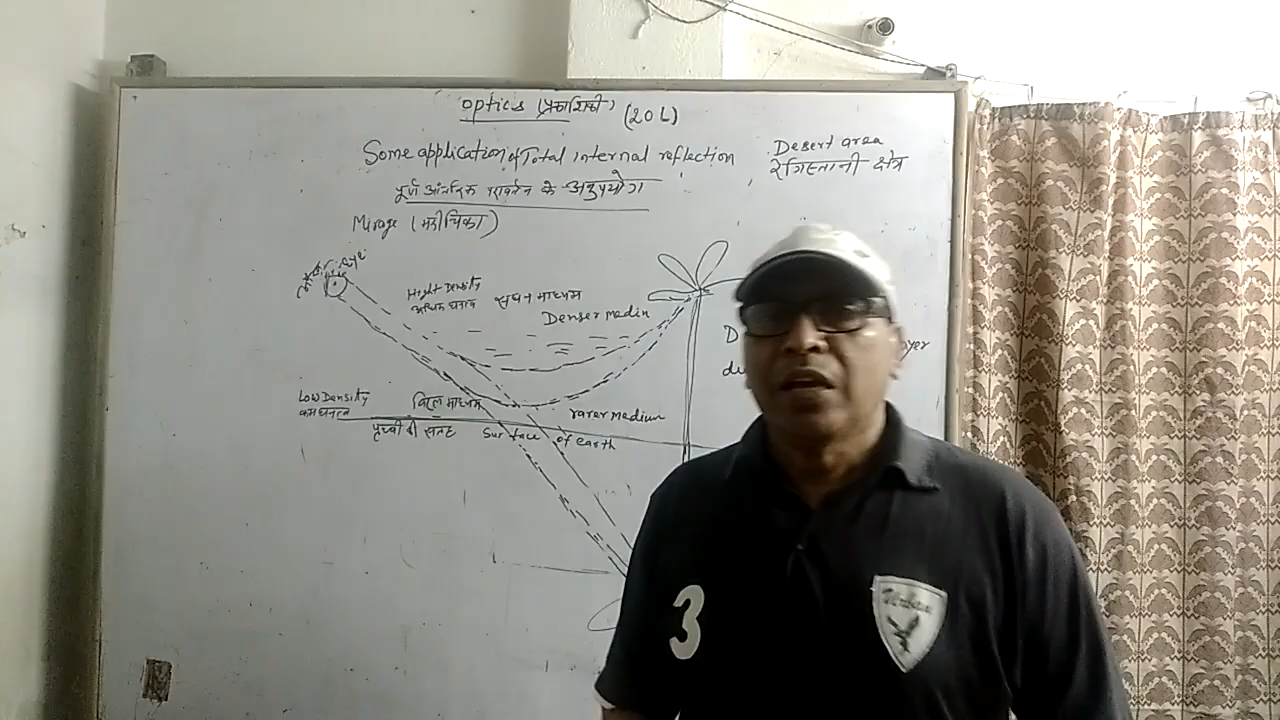 optics (प्रकाशिकी) (20L)
Some application of Total internal reflection
पूर्ण आंतरिक परावर्तन के अनुप्रयोग
Desert area
रेगिस्तानी क्षेत्र
Mirage (मरीचिका)
eye
High Density
अधिक घनत्व
सघन माध्यम
Denser medium
Low Density
कम घनत्व
विरल माध्यम
rarer medium
पृथ्वी की सतह surface of earth
3